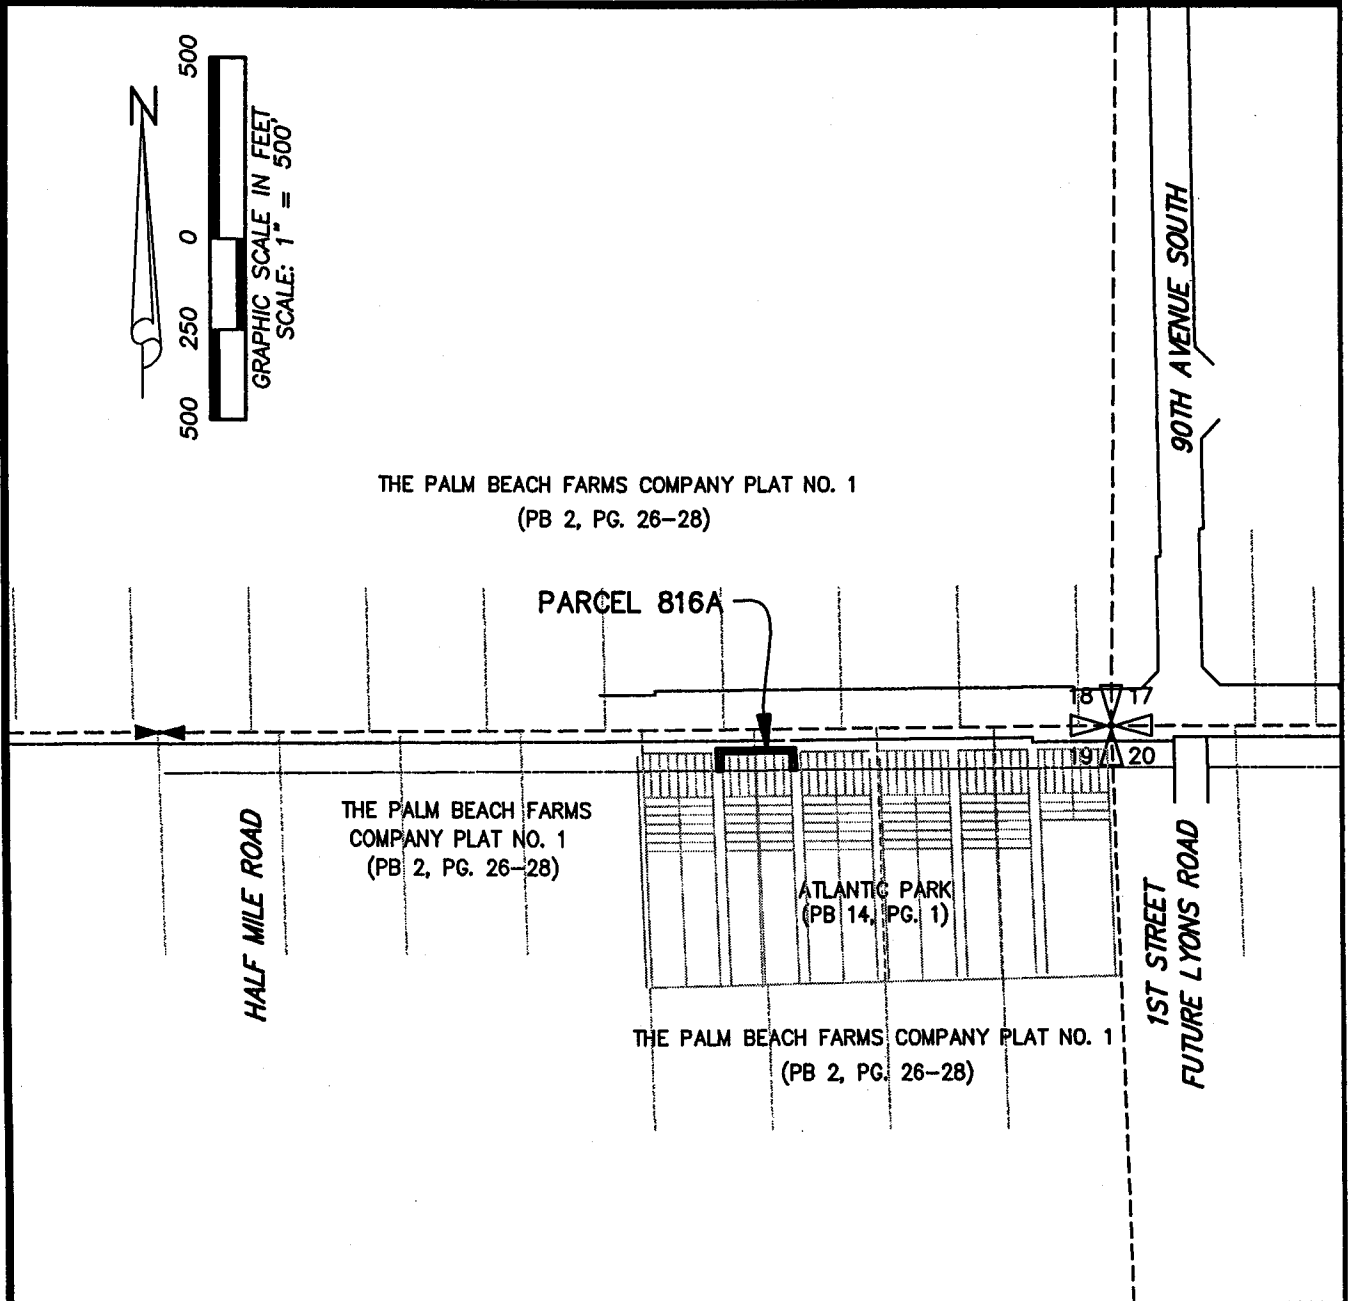 N
500
0
250
500
GRAPHIC SCALE IN FEET
SCALE: 1" = 500'
90TH AVENUE SOUTH
THE PALM BEACH FARMS COMPANY PLAT NO. 1
(PB 2, PG. 26-28)
PARCEL 816A
18 17
19 20
HALF MILE ROAD
THE PALM BEACH FARMS
COMPANY PLAT NO. 1
(PB 2, PG. 26-28)
ATLANTIC PARK
(PB 14, PG. 1)
1ST STREET
FUTURE LYONS ROAD
THE PALM BEACH FARMS COMPANY PLAT NO. 1
(PB 2, PG. 26-28)